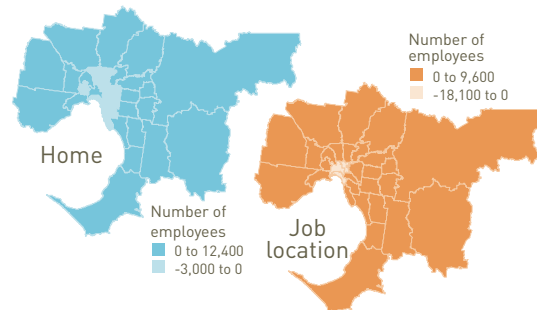 Home
Number of
employees
0 to 12,400
-3,000 to 0
Number of
employees
0 to 9,600
-18,100 to 0
Job
location